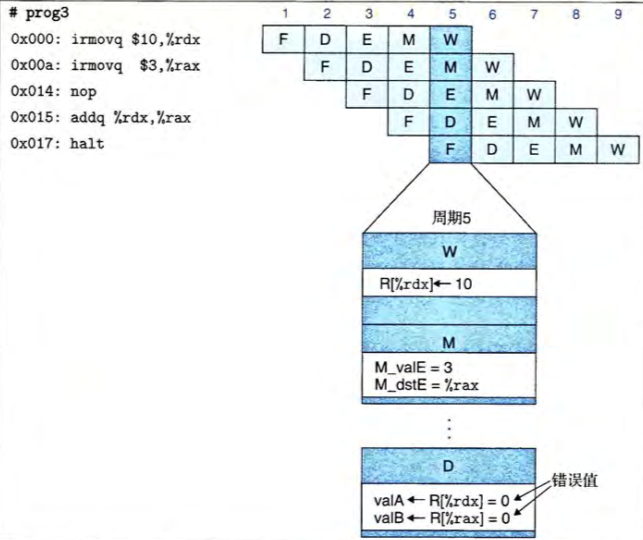 # prog3 1 2 3 4 5 6 7 8 9
0x000: irmovq $10,%rdx F D E M W
0x00a: irmovq $3,%rax F D E M W
0x014: nop F D E M W
0x015: addq %rdx,%rax F D E M W
0x017: halt F D E M W
周期5
W
R[%rdx]← 10
M
M_valE = 3
M_dstE = %rax
⋮
D
valA ← R[%rdx] = 0
valB ← R[%rax] = 0
错误值